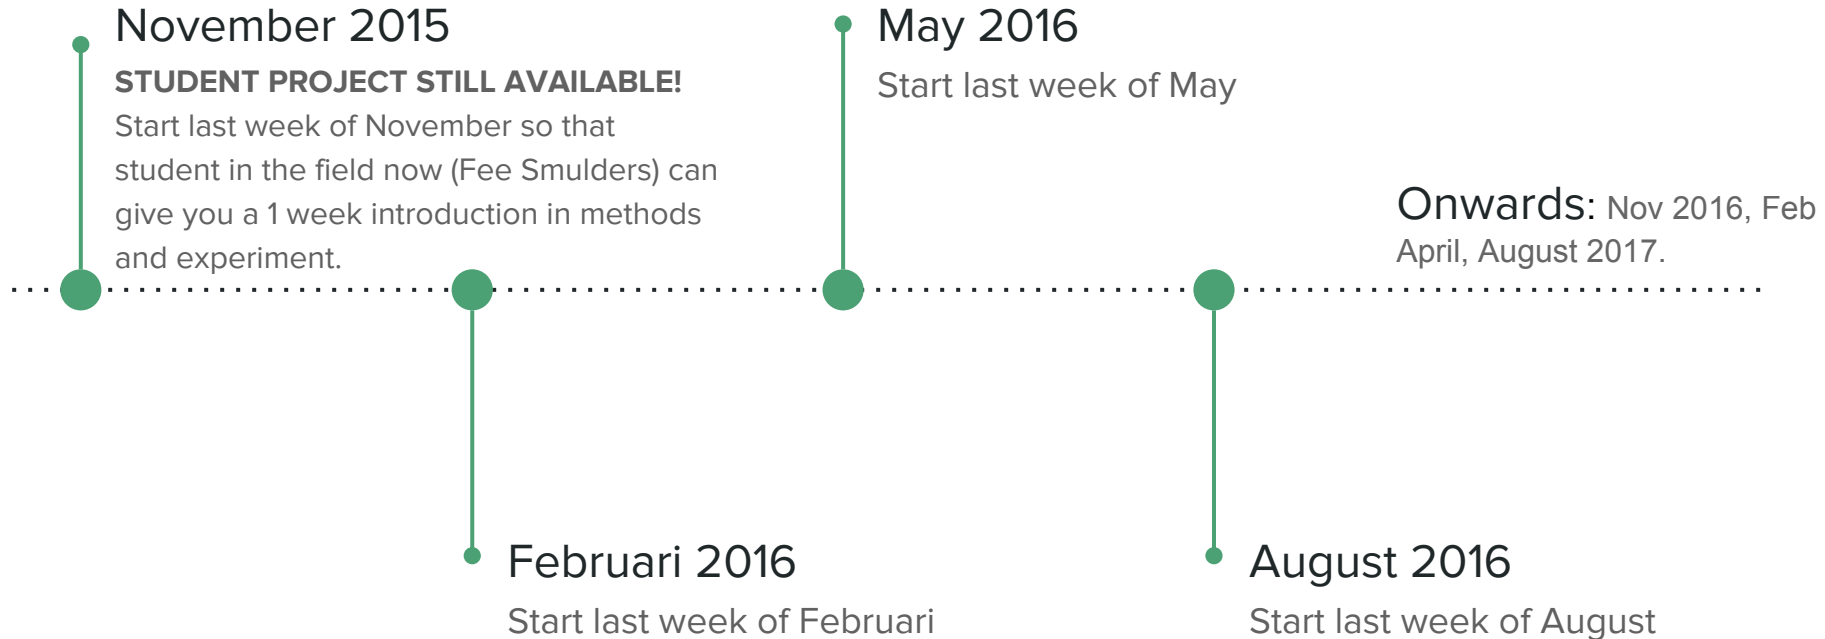 November 2015
STUDENT PROJECT STILL AVAILABLE!
Start last week of November so that
student in the field now (Fee Smulders) can
give you a 1 week introduction in methods
and experiment.
May 2016
Start last week of May
Onwards: Nov 2016, Feb
April, August 2017.
Februari 2016
Start last week of Februari
August 2016
Start last week of August